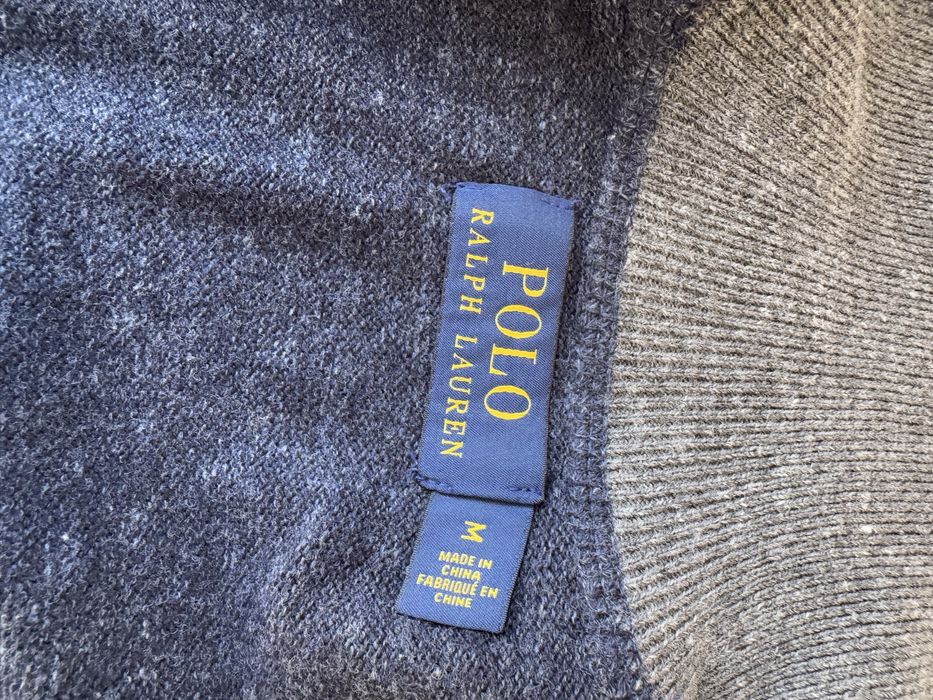 POLO
RALPH LAUREN
M
MADE IN
CHINA
FABRIQUÉ EN
CHINE